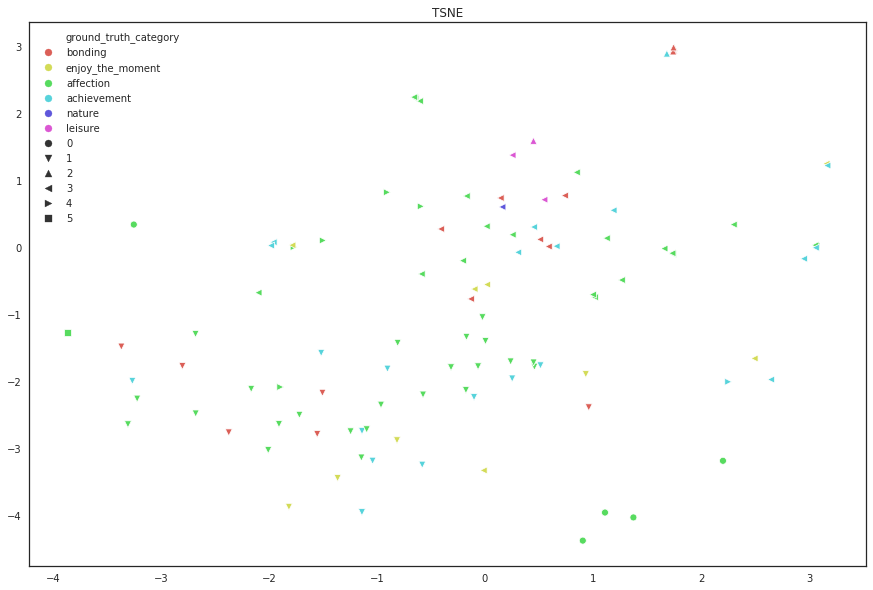 TSNE
ground_truth_category
bonding
enjoy_the_moment
affection
achievement
nature
leisure
0
1
2
3
4
5
3
2
1
0
−1
−2
−3
−4
−4 −3 −2 −1 0 1 2 3